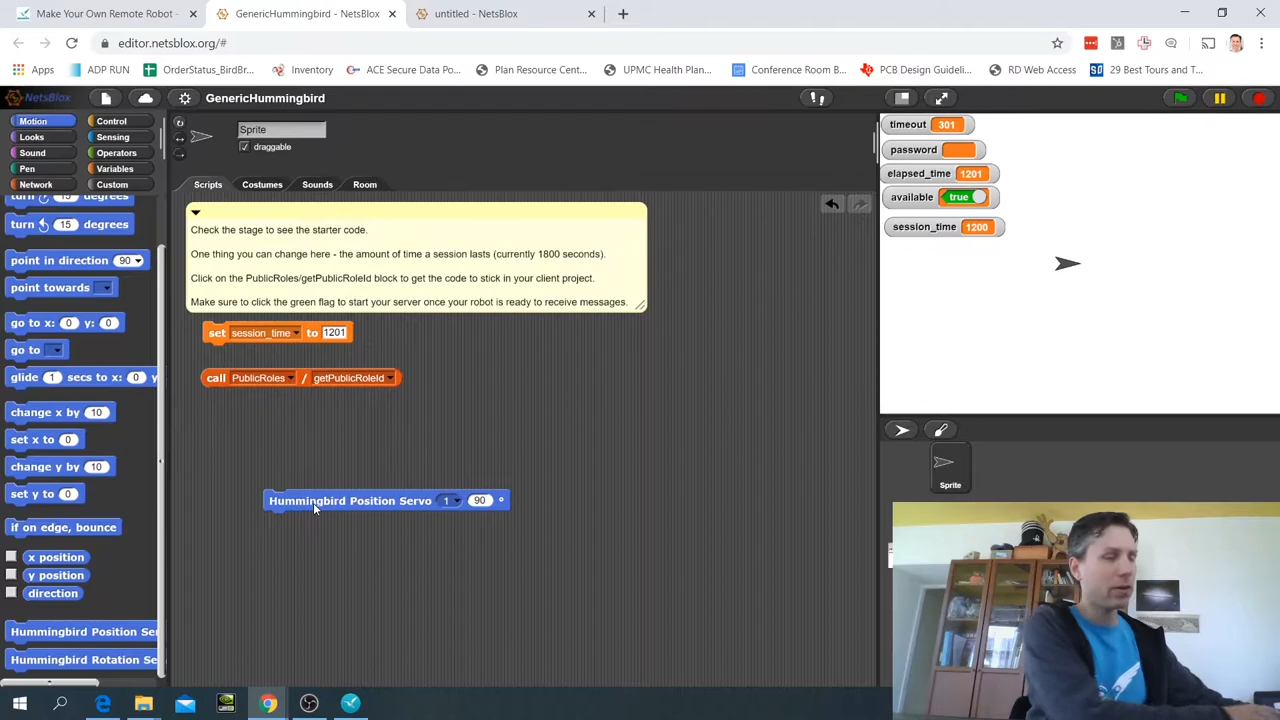 Make Your Own Remote Robot -
GenericHummingbird - NetsBlox
untitled - NetsBlox
editor.netsblox.org/#
Apps
ADP RUN
OrderStatus_BirdBr...
Inventory
ACE Secure Data Po...
Plan Resource Cent...
UPMC Health Plan...
Conference Room B...
PCB Design Guideli...
RD Web Access
29 Best Tours and T...
NetsBlox
GenericHummingbird
Motion
Control
Looks
Sensing
Sound
Operators
Pen
Variables
Network
Custom
Sprite
draggable
Scripts
Costumes
Sounds
Room
turn 15 degrees
turn 15 degrees
point in direction 90
point towards
go to x: 0 y: 0
go to
glide 1 secs to x: 0 y
change x by 10
set x to 0
change y by 10
set y to 0
if on edge, bounce
x position
y position
direction
Hummingbird Position Ser
Hummingbird Rotation Se
Check the stage to see the starter code.
One thing you can change here - the amount of time a session lasts (currently 1800 seconds).
Click on the PublicRoles/getPublicRoleId block to get the code to stick in your client project.
Make sure to click the green flag to start your server once your robot is ready to receive messages.
set session_time to 1201
call PublicRoles / getPublicRoleId
Hummingbird Position Servo 1 90 °
timeout 301
password
elapsed_time 1201
available true
session_time 1200
Sprite